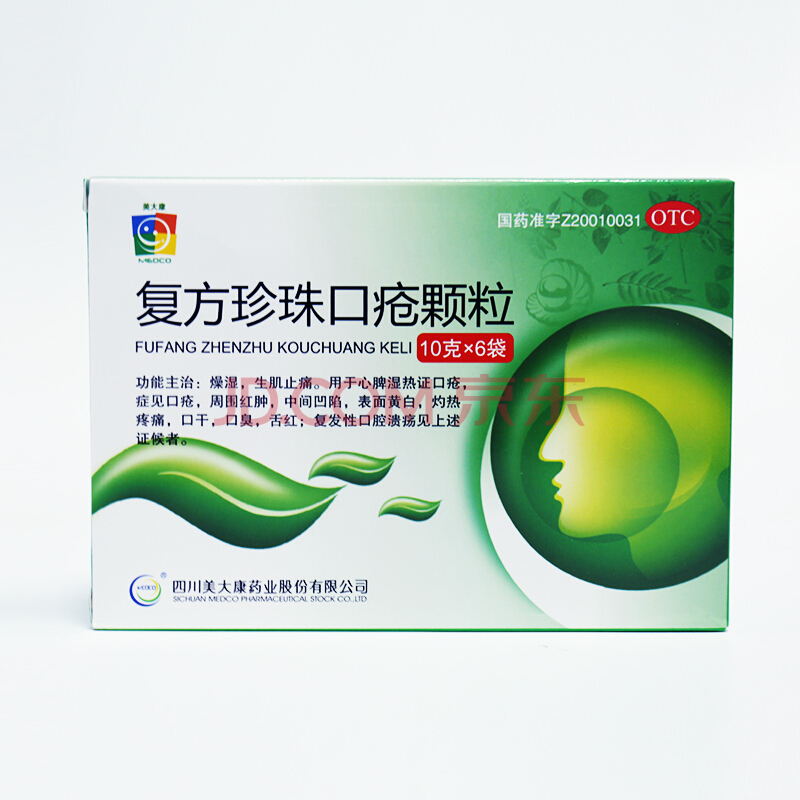 美大康
MEDCO
国药准字Z20010031 OTC
复方珍珠口疮颗粒
FUFANG ZHENZHU KOUCHUANG KELI 10克×6袋
功能主治：燥湿，生肌止痛。用于心脾湿热证口疮，
症见口疮，周围红肿，中间凹陷，表面黄白，灼热
疼痛，口干，口臭，舌红；复发性口腔溃疡见上述
证候者。
JD.COM 京东
MEDCO ® 四川美大康药业股份有限公司
SICHUAN MEDCO PHARMACEUTICAL STOCK CO.,LTD